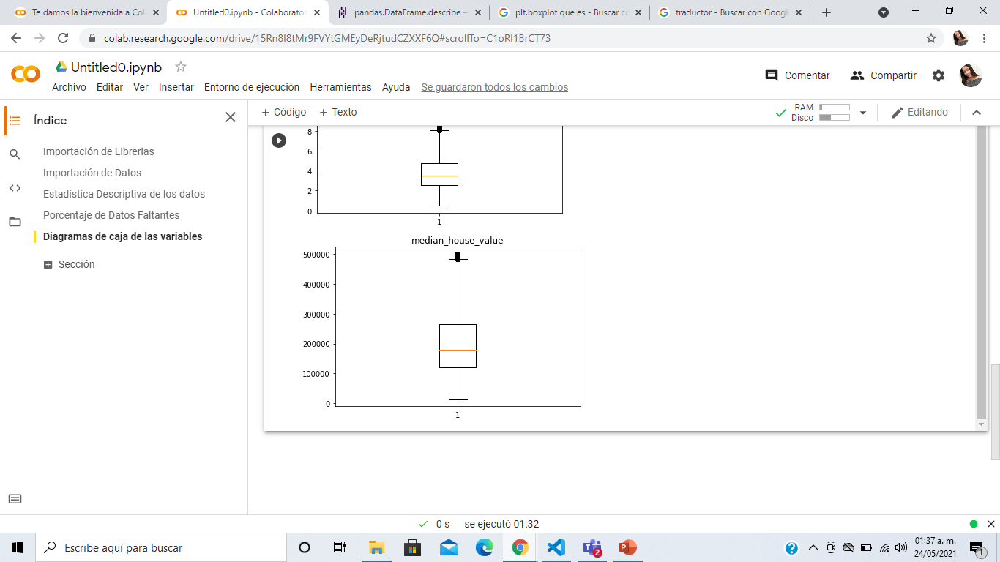 Te damos la bienvenida a Col
Untitled0.ipynb - Colaborator
pandas.DataFrame.describe —
plt.boxplot que es - Buscar co
traductor - Buscar con Googl
colab.research.google.com/drive/15Rn8I8tMr9FVYtGMEyDeRjtudCZXXF6Q#scrollTo=C1oRI1BrCT73
Untitled0.ipynb
Archivo Editar Ver Insertar Entorno de ejecución Herramientas Ayuda Se guardaron todos los cambios
Comentar Compartir
Índice
Importación de Librerias
Importación de Datos
Estadistíca Descriptiva de los datos
Porcentaje de Datos Faltantes
Diagramas de caja de las variables
Sección
+ Código + Texto
RAM
Disco
Editando
8
6
4
2
0
1
median_house_value
500000
400000
300000
200000
100000
0
1
0 s se ejecutó 01:32
Escribe aquí para buscar
2
01:37 a. m.
24/05/2021
1